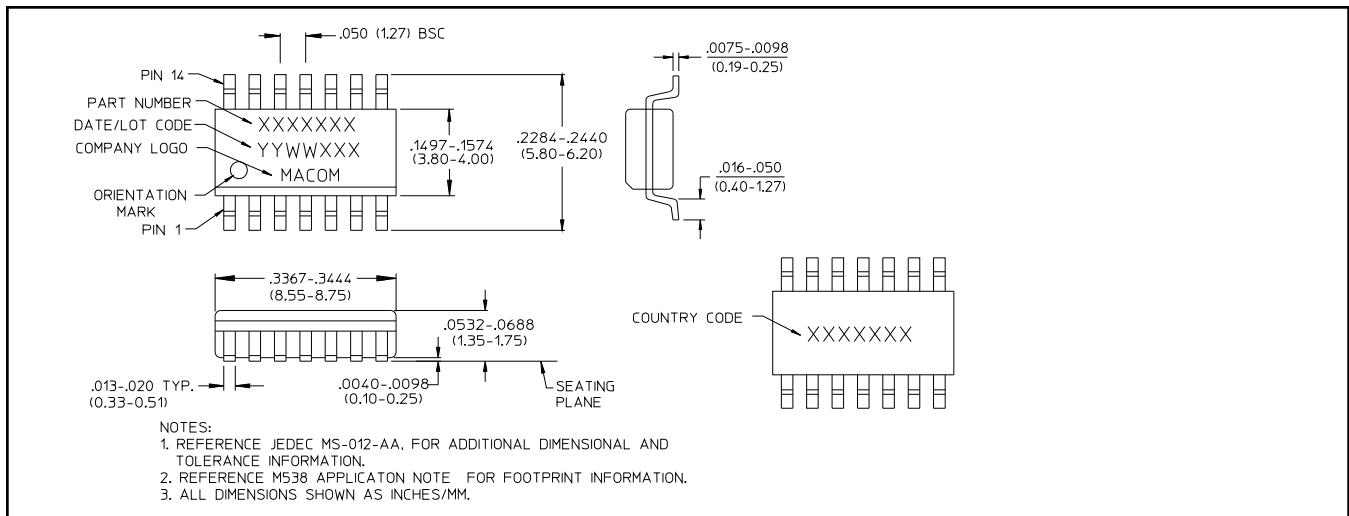 .050 (1.27) BSC
PIN 14
PART NUMBER
DATE/LOT CODE
COMPANY LOGO
ORIENTATION
MARK
PIN 1
XXXXXXX
YYWWXXX
MACOM
.1497-.1574
(3.80-4.00)
.2284-.2440
(5.80-6.20)
.0075-.0098
(0.19-0.25)
.016-.050
(0.40-1.27)
.3367-.3444
(8.55-8.75)
.0532-.0688
(1.35-1.75)
.013-.020 TYP.
(0.33-0.51)
.0040-.0098
(0.10-0.25)
SEATING
PLANE
COUNTRY CODE
XXXXXXX
NOTES:
1. REFERENCE JEDEC MS-012-AA, FOR ADDITIONAL DIMENSIONAL AND
TOLERANCE INFORMATION.
2. REFERENCE M538 APPLICATON NOTE FOR FOOTPRINT INFORMATION.
3. ALL DIMENSIONS SHOWN AS INCHES/MM.